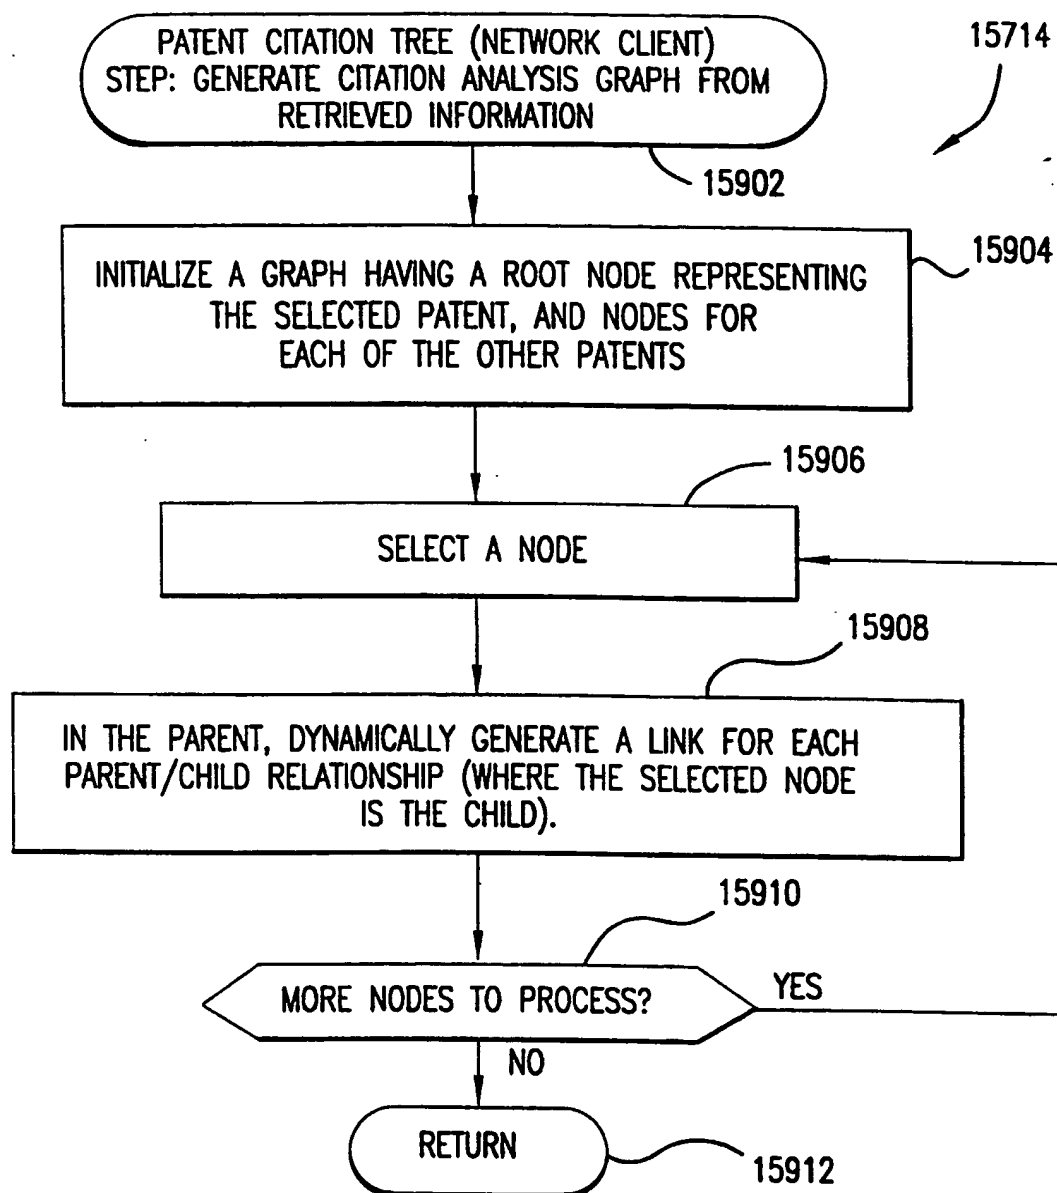 PATENT CITATION TREE (NETWORK CLIENT)
STEP: GENERATE CITATION ANALYSIS GRAPH FROM
RETRIEVED INFORMATION
15714
15902
15904
INITIALIZE A GRAPH HAVING A ROOT NODE REPRESENTING
THE SELECTED PATENT, AND NODES FOR
EACH OF THE OTHER PATENTS
15906
SELECT A NODE
15908
IN THE PARENT, DYNAMICALLY GENERATE A LINK FOR EACH
PARENT/CHILD RELATIONSHIP (WHERE THE SELECTED NODE
IS THE CHILD).
15910
MORE NODES TO PROCESS?
YES
NO
RETURN
15912